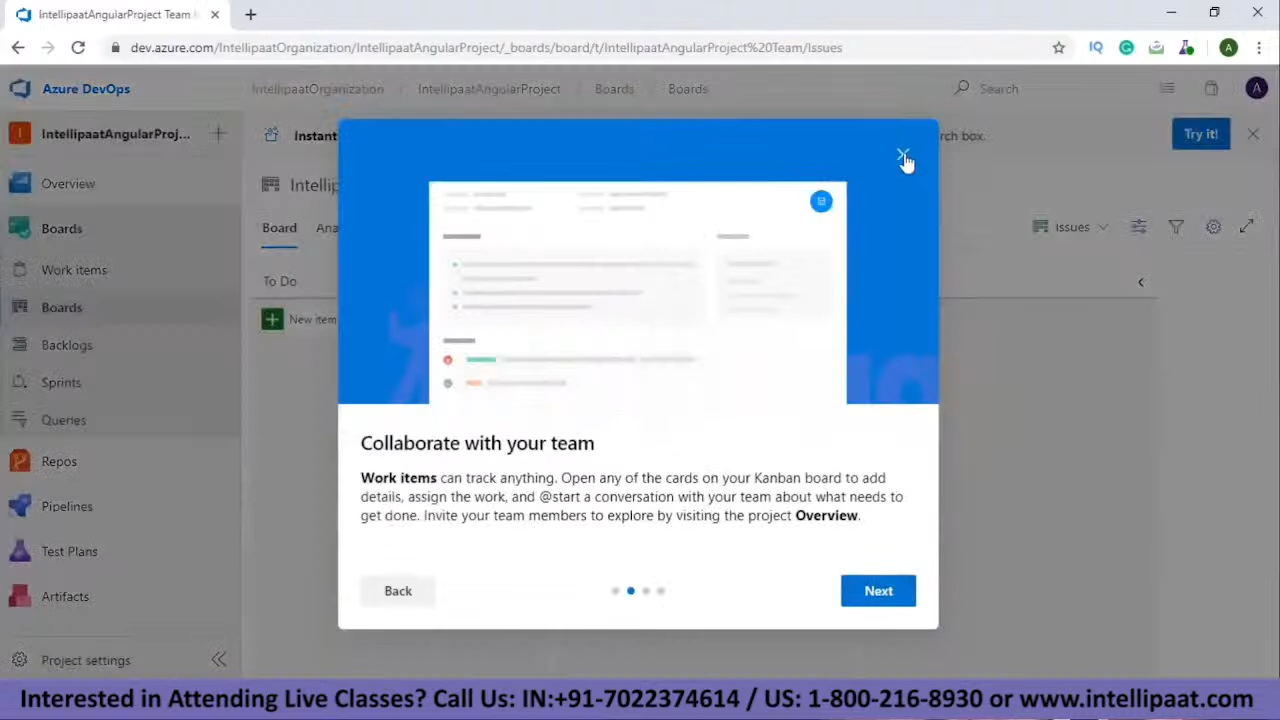 IntellipaatAngularProject Team
dev.azure.com/IntellipaatOrganization/IntellipaatAngularProject/_boards/board/t/IntellipaatAngularProject%20Team/Issues
IQ
A
Azure DevOps
IntellipaatOrganization
IntellipaatAngularProject
Boards
Boards
Search
A
I
IntellipaatAngularProj...
Instant
rch box.
Try it!
Overview
Intellip
Boards
Board
Ana
Issues
Work items
To Do
Boards
New item
Backlogs
Sprints
Queries
Repos
Pipelines
Test Plans
Artifacts
Project settings
Collaborate with your team
Work items can track anything. Open any of the cards on your Kanban board to add
details, assign the work, and @start a conversation with your team about what needs to
get done. Invite your team members to explore by visiting the project Overview.
Back
Next
Interested in Attending Live Classes? Call Us: IN:+91-7022374614 / US: 1-800-216-8930 or www.intellipaat.com